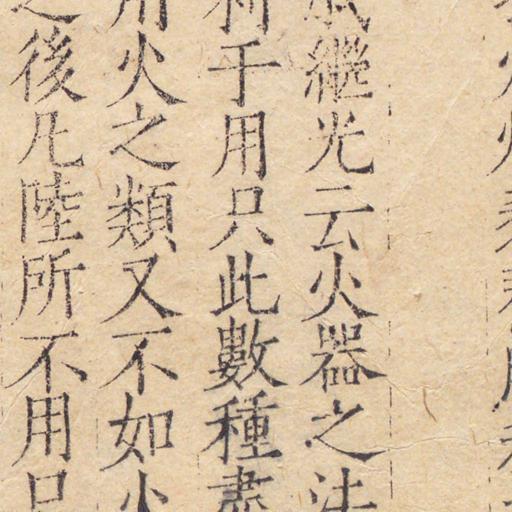 戚繼光云火器之法
利于用只此數種盡
用火之類又不如火
之後凡陸所不用只